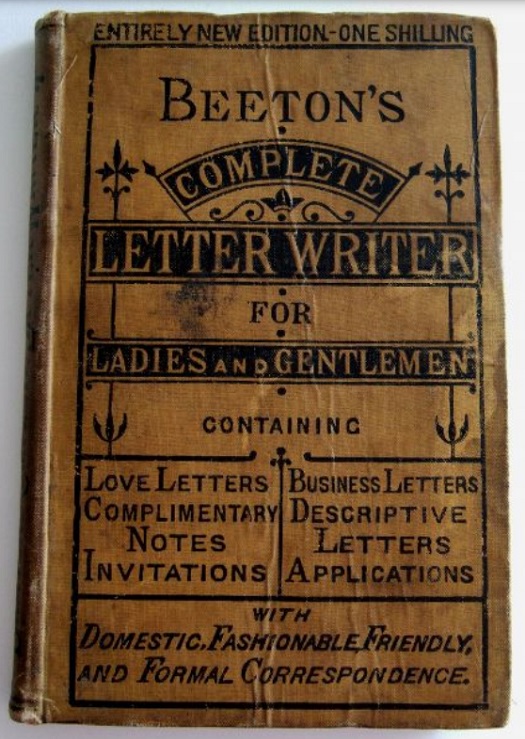 ENTIRELY NEW EDITION-ONE SHILLING
BEETON'S
COMPLETE
LETTER WRITER
FOR
LADIES AND GENTLEMEN
CONTAINING
LOVE LETTERS
COMPLIMENTARY
NOTES
INVITATIONS
BUSINESS LETTERS
DESCRIPTIVE
LETTERS
APPLICATIONS
WITH
DOMESTIC, FASHIONABLE, FRIENDLY,
AND FORMAL CORRESPONDENCE.